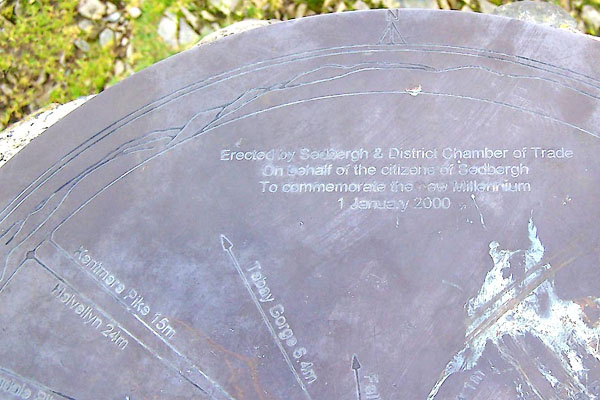 N
Erected by Sedbergh & District Chamber of Trade
On behalf of the citizens of Sedbergh
To commemorate the new Millennium
1 January 2000
Kentmere Pike 15m
Helvellyn 24m
Tebay Gorge 6.4m